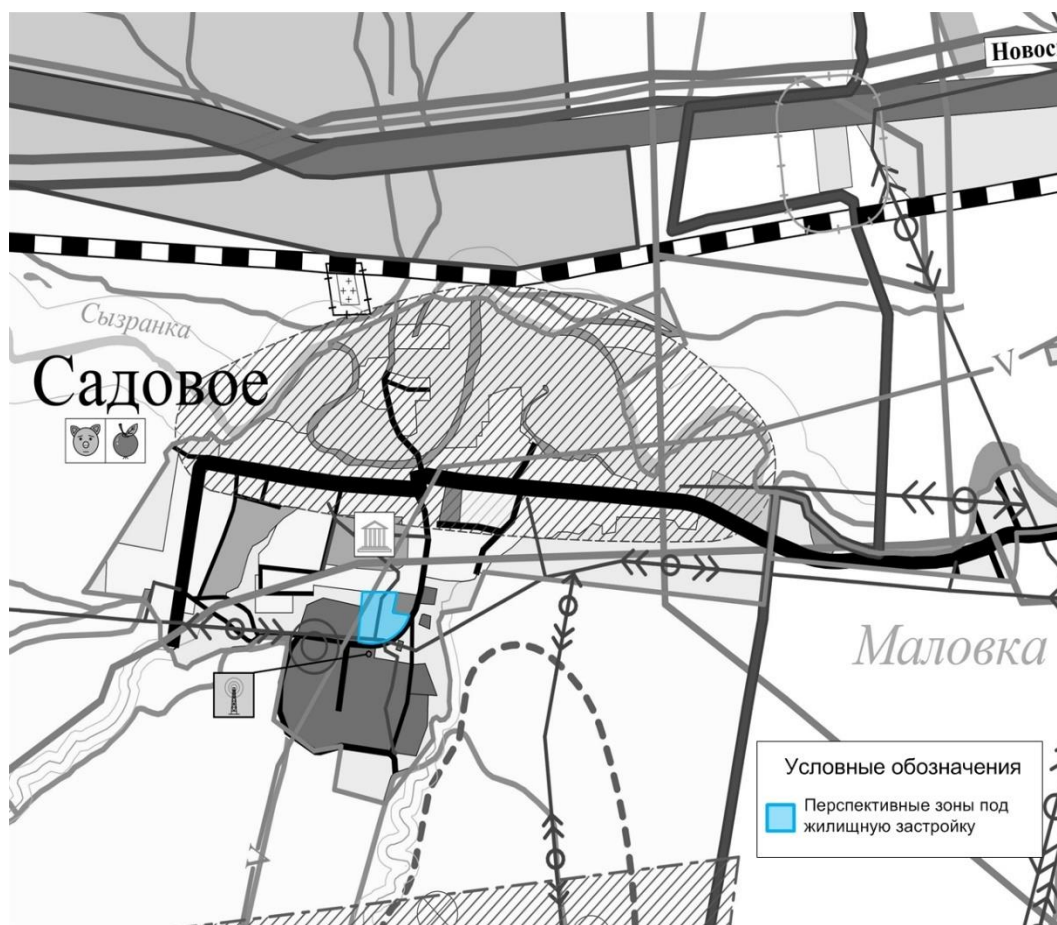 Новос
Сызранка
Садовое
V
Маловка
Условные обозначения
Перспективные зоны под
жилищную застройку
V